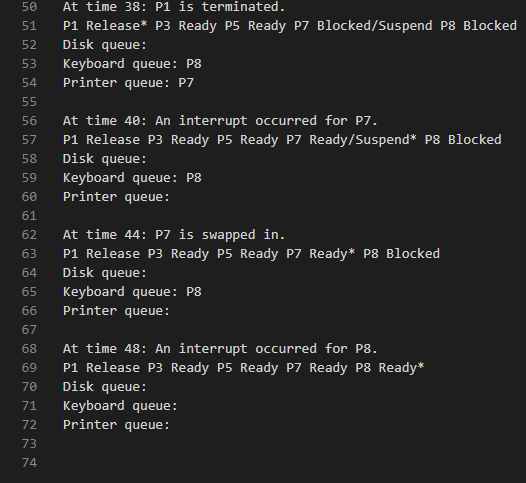 50 At time 38: P1 is terminated.
51 P1 Release* P3 Ready P5 Ready P7 Blocked/Suspend P8 Blocked
52 Disk queue:
53 Keyboard queue: P8
54 Printer queue: P7
55
56 At time 40: An interrupt occurred for P7.
57 P1 Release P3 Ready P5 Ready P7 Ready/Suspend* P8 Blocked
58 Disk queue:
59 Keyboard queue: P8
60 Printer queue:
61
62 At time 44: P7 is swapped in.
63 P1 Release P3 Ready P5 Ready P7 Ready* P8 Blocked
64 Disk queue:
65 Keyboard queue: P8
66 Printer queue:
67
68 At time 48: An interrupt occurred for P8.
69 P1 Release P3 Ready P5 Ready P7 Ready P8 Ready*
70 Disk queue:
71 Keyboard queue:
72 Printer queue:
73
74